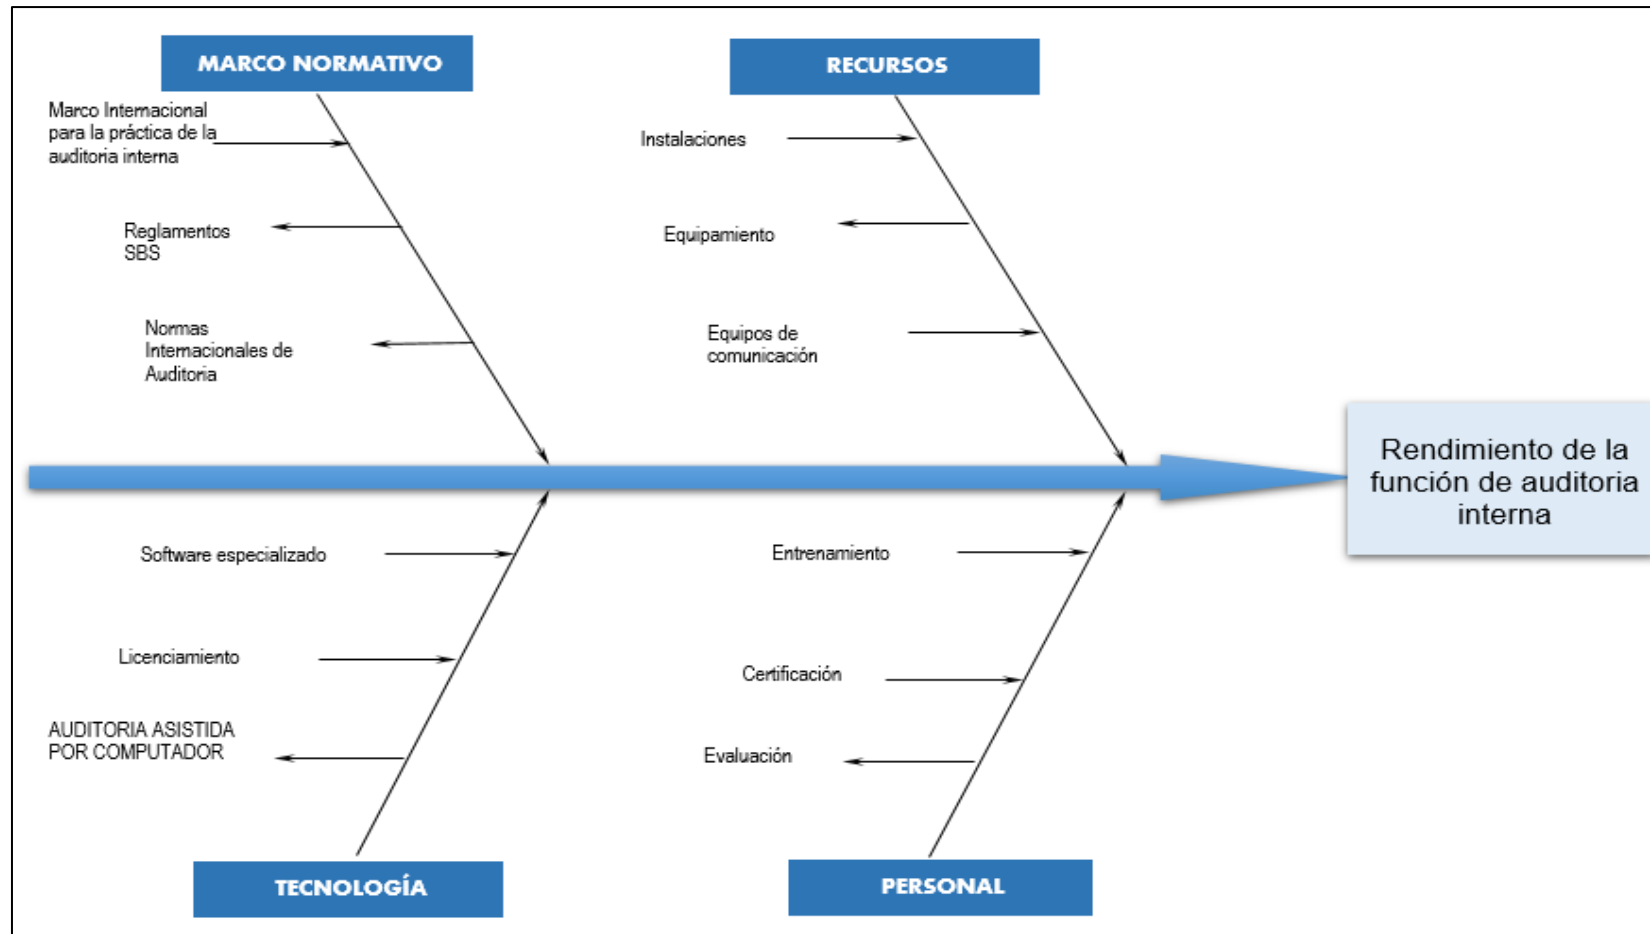 MARCO NORMATIVO
RECURSOS
Marco Internacional
para la práctica de la
auditoria interna
Instalaciones
Reglamentos
SBS
Equipamiento
Normas
Internacionales de
Auditoria
Equipos de
comunicación
Rendimiento de la
función de auditoria
interna
Software especializado
Entrenamiento
Licenciamiento
Certificación
AUDITORIA ASISTIDA
POR COMPUTADOR
Evaluación
TECNOLOGÍA
PERSONAL